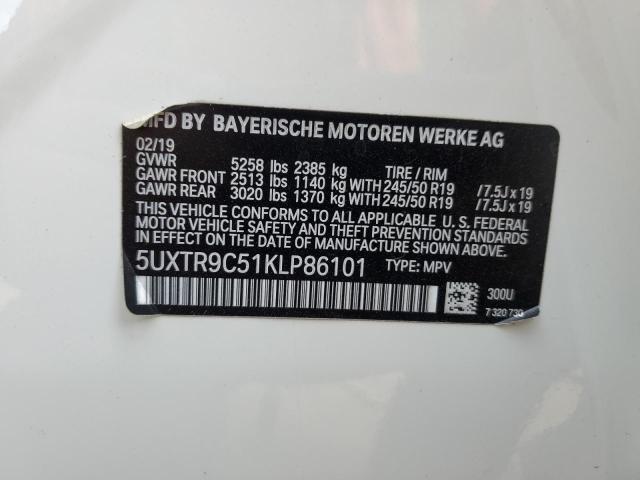 MFD BY BAYERISCHE MOTOREN WERKE AG
02/19
GVWR 5258 lbs 2385 kg TIRE / RIM
GAWR FRONT 2513 lbs 1140 kg WITH 245/50 R19 /7.5J x 19
GAWR REAR 3020 lbs 1370 kg WITH 245/50 R19 /7.5J x 19
THIS VEHICLE CONFORMS TO ALL APPLICABLE U. S. FEDERAL
MOTOR VEHICLE SAFETY AND THEFT PREVENTION STANDARDS
IN EFFECT ON THE DATE OF MANUFACTURE SHOWN ABOVE.
5UXTR9C51KLP86101 TYPE: MPV
300U
7 320 730